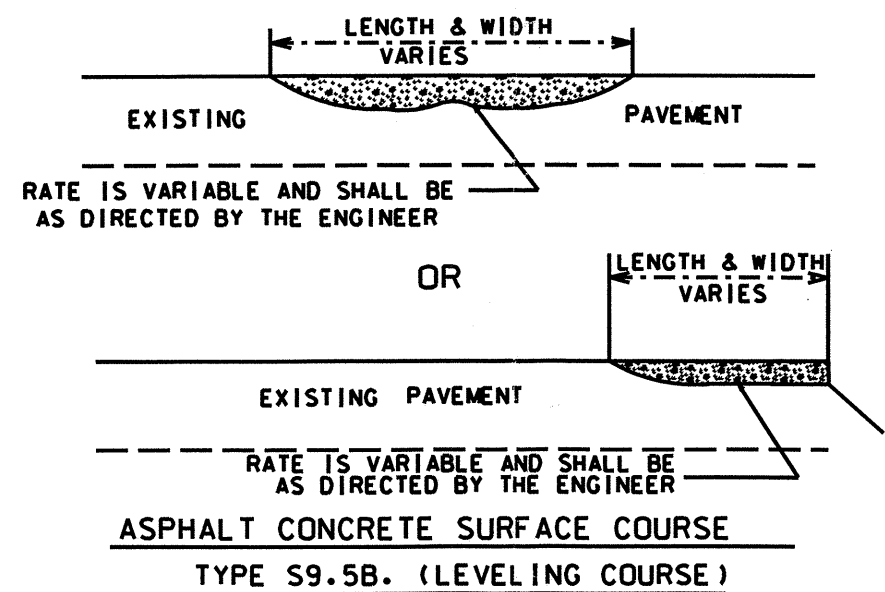 LENGTH & WIDTH
VARIES
EXISTING PAVEMENT
RATE IS VARIABLE AND SHALL BE
AS DIRECTED BY THE ENGINEER
OR
LENGTH & WIDTH
VARIES
EXISTING PAVEMENT
RATE IS VARIABLE AND SHALL BE
AS DIRECTED BY THE ENGINEER
ASPHALT CONCRETE SURFACE COURSE
TYPE S9.5B. (LEVELING COURSE)